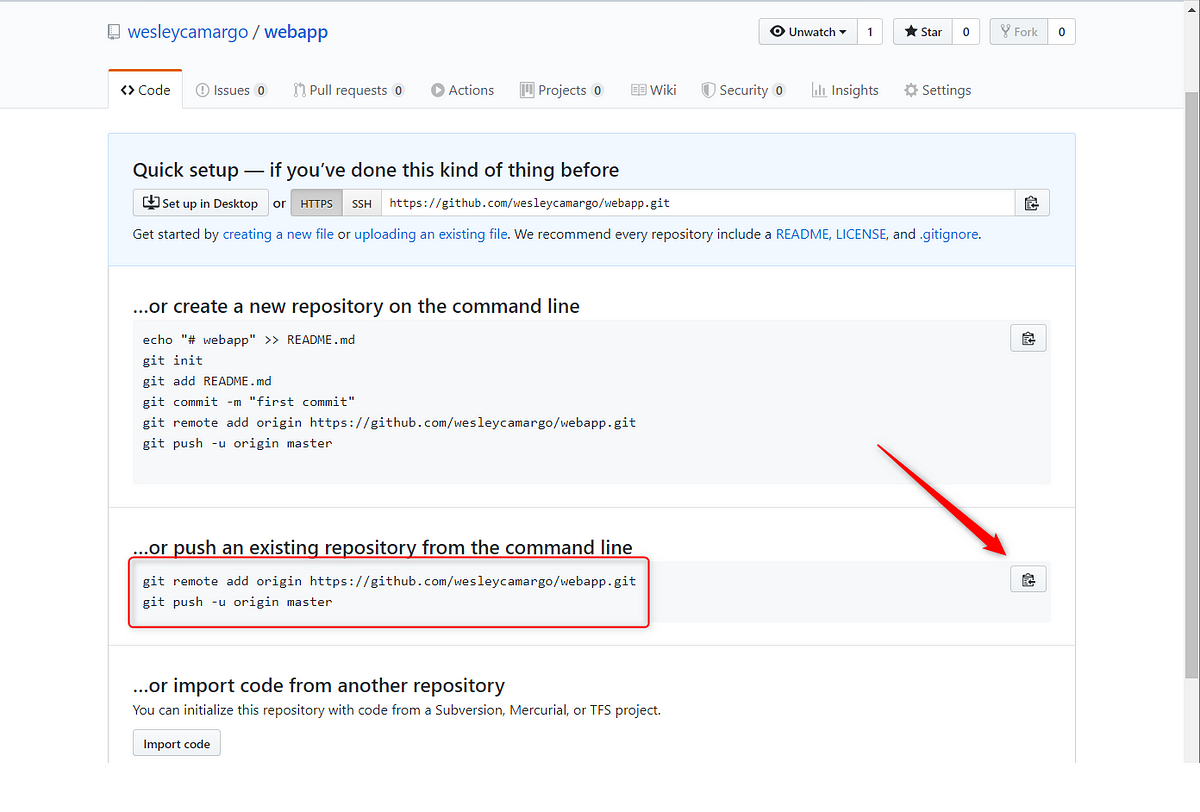 wesleycamargo / webapp
Unwatch 1 Star 0 Fork 0
Code Issues 0 Pull requests 0 Actions Projects 0 Wiki Security 0 Insights Settings
Quick setup — if you’ve done this kind of thing before
Set up in Desktop or HTTPS SSH https://github.com/wesleycamargo/webapp.git
Get started by creating a new file or uploading an existing file. We recommend every repository include a README, LICENSE, and .gitignore.
…or create a new repository on the command line
echo "# webapp" >> README.md
git init
git add README.md
git commit -m "first commit"
git remote add origin https://github.com/wesleycamargo/webapp.git
git push -u origin master
…or push an existing repository from the command line
git remote add origin https://github.com/wesleycamargo/webapp.git
git push -u origin master
…or import code from another repository
You can initialize this repository with code from a Subversion, Mercurial, or TFS project.
Import code